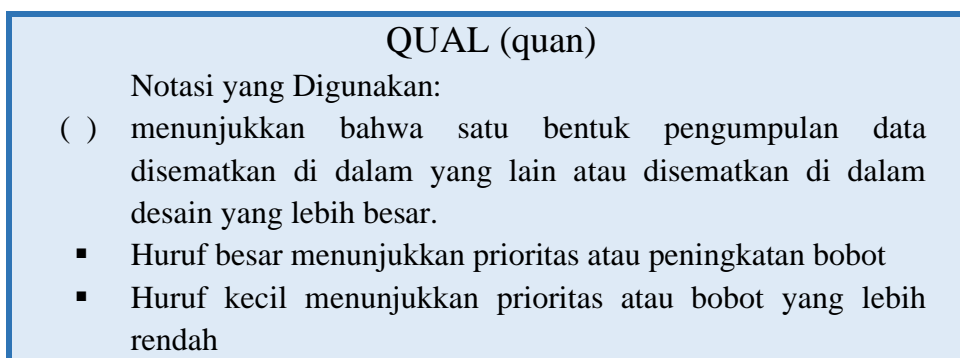 QUAL (quan)
Notasi yang Digunakan:
( ) menunjukkan bahwa satu bentuk pengumpulan data
disematkan di dalam yang lain atau disematkan di dalam
desain yang lebih besar.
▪ Huruf besar menunjukkan prioritas atau peningkatan bobot
▪ Huruf kecil menunjukkan prioritas atau bobot yang lebih
rendah